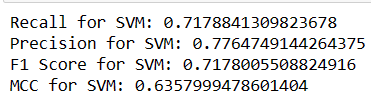 Recall for SVM: 0.7178841309823678
Precision for SVM: 0.7764749144264375
F1 Score for SVM: 0.7178005508824916
MCC for SVM: 0.6357999478601404